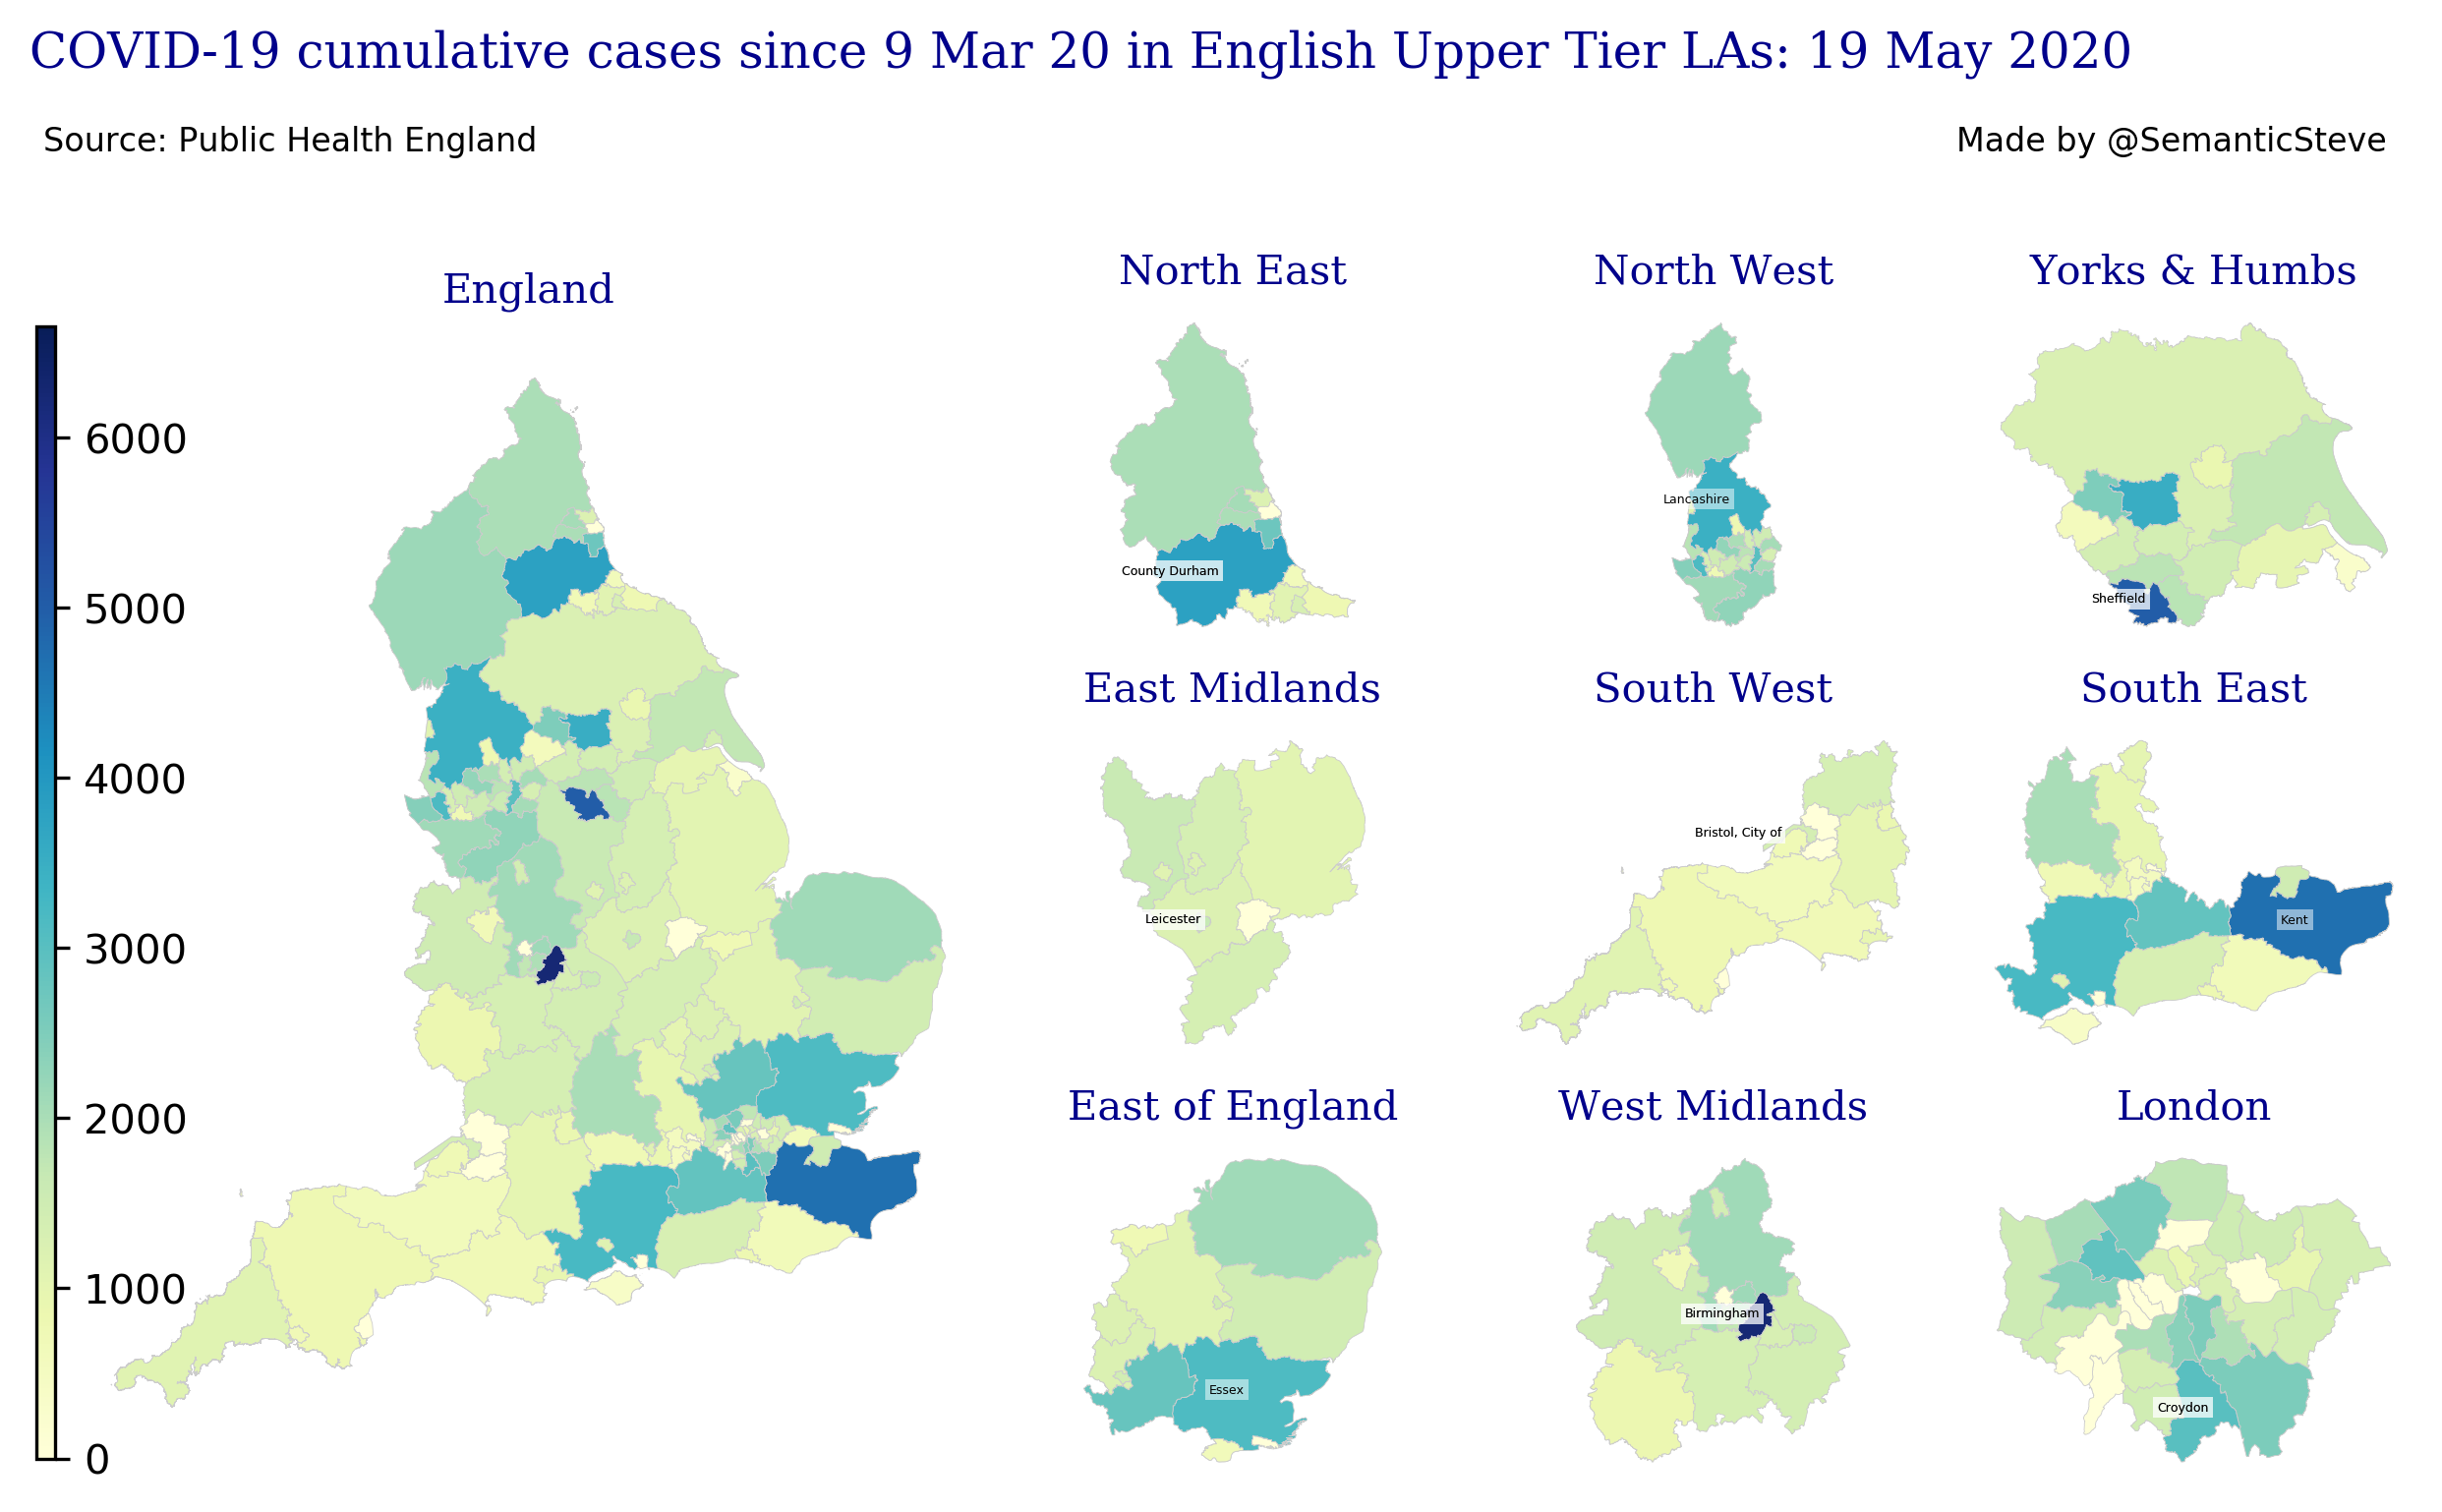 COVID-19 cumulative cases since 9 Mar 20 in English Upper Tier LAs: 19 May 2020
Source: Public Health England
Made by @SemanticSteve
England
6000
5000
4000
3000
2000
1000
0
North East
County Durham
North West
Lancashire
Yorks & Humbs
Sheffield
East Midlands
Leicester
South West
Bristol, City of
South East
Kent
East of England
Essex
West Midlands
Birmingham
London
Croydon